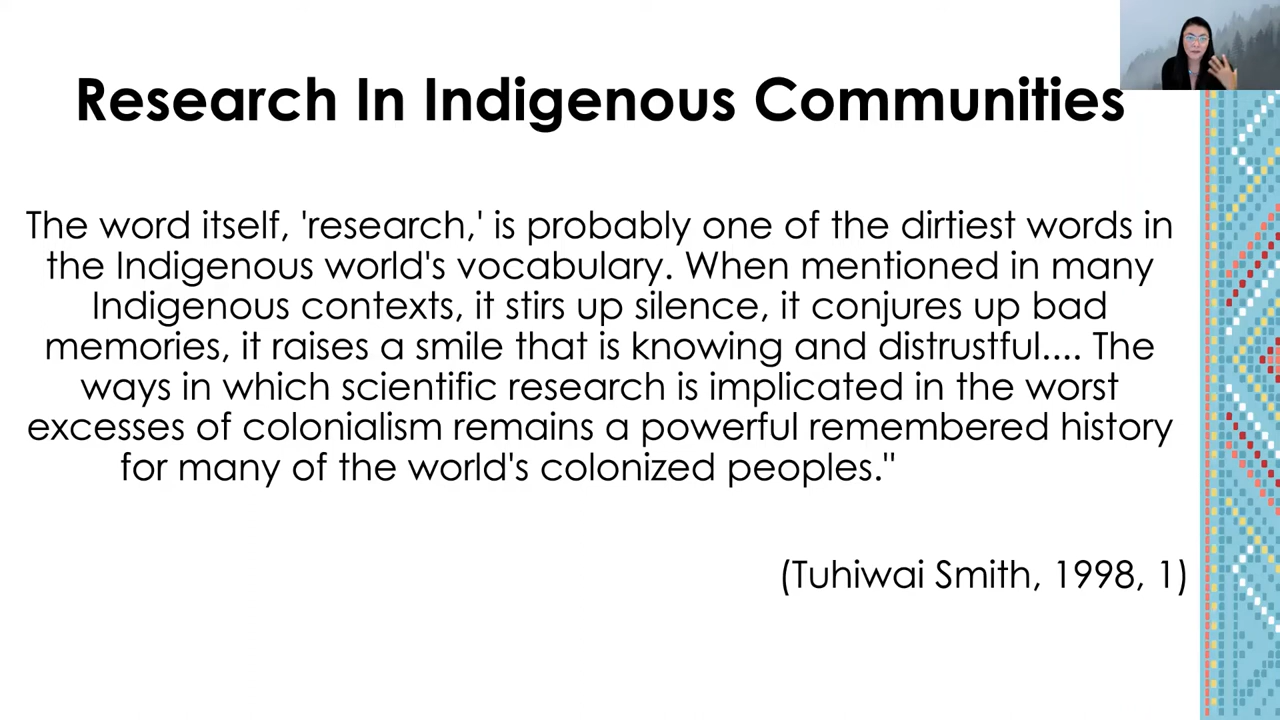 Research In Indigenous Communities
The word itself, 'research,' is probably one of the dirtiest words in
the Indigenous world's vocabulary. When mentioned in many
Indigenous contexts, it stirs up silence, it conjures up bad
memories, it raises a smile that is knowing and distrustful.... The
ways in which scientific research is implicated in the worst
excesses of colonialism remains a powerful remembered history
for many of the world's colonized peoples."
(Tuhiwai Smith, 1998, 1)